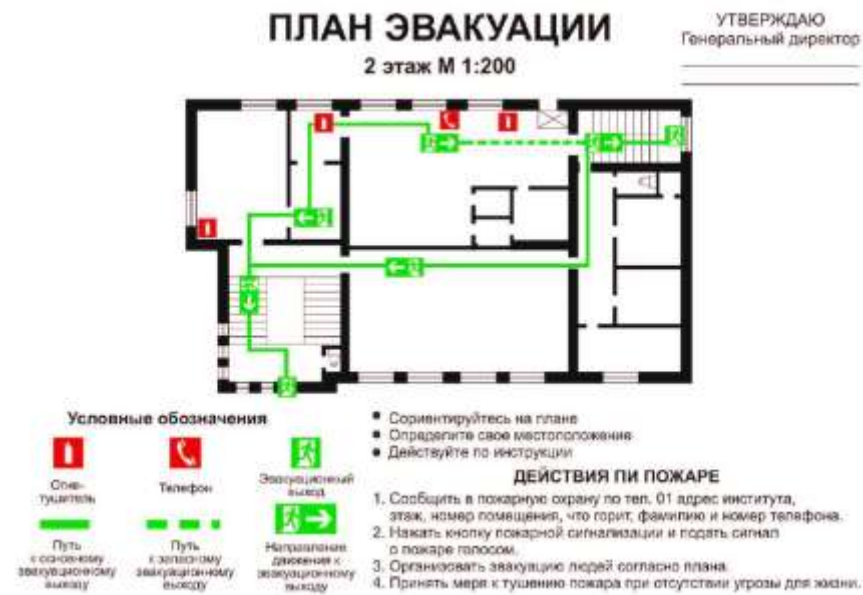 ПЛАН ЭВАКУАЦИИ
2 этаж М 1:200
УТВЕРЖДАЮ
Генеральный директор
Условные обозначения
Огне-
тушитель
Телефон
Эвакуационный
выход
Путь
к основному
эвакуационному
выходу
Путь
к запасному
эвакуационному
выходу
Направление
движения к
эвакуационному
выходу
● Сориентируйтесь на плане
● Определите свое местоположение
● Действуйте по инструкции
ДЕЙСТВИЯ ПИ ПОЖАРЕ
1. Сообщить в пожарную охрану по тел. 01 адрес института,
этаж, номер помещения, что горит, фамилию и номер телефона.
2. Нажать кнопку пожарной сигнализации и подать сигнал
о пожаре голосом.
3. Организовать эвакуацию людей согласно плана.
4. Принять меря к тушению пожара при отсутствии угрозы для жизни.